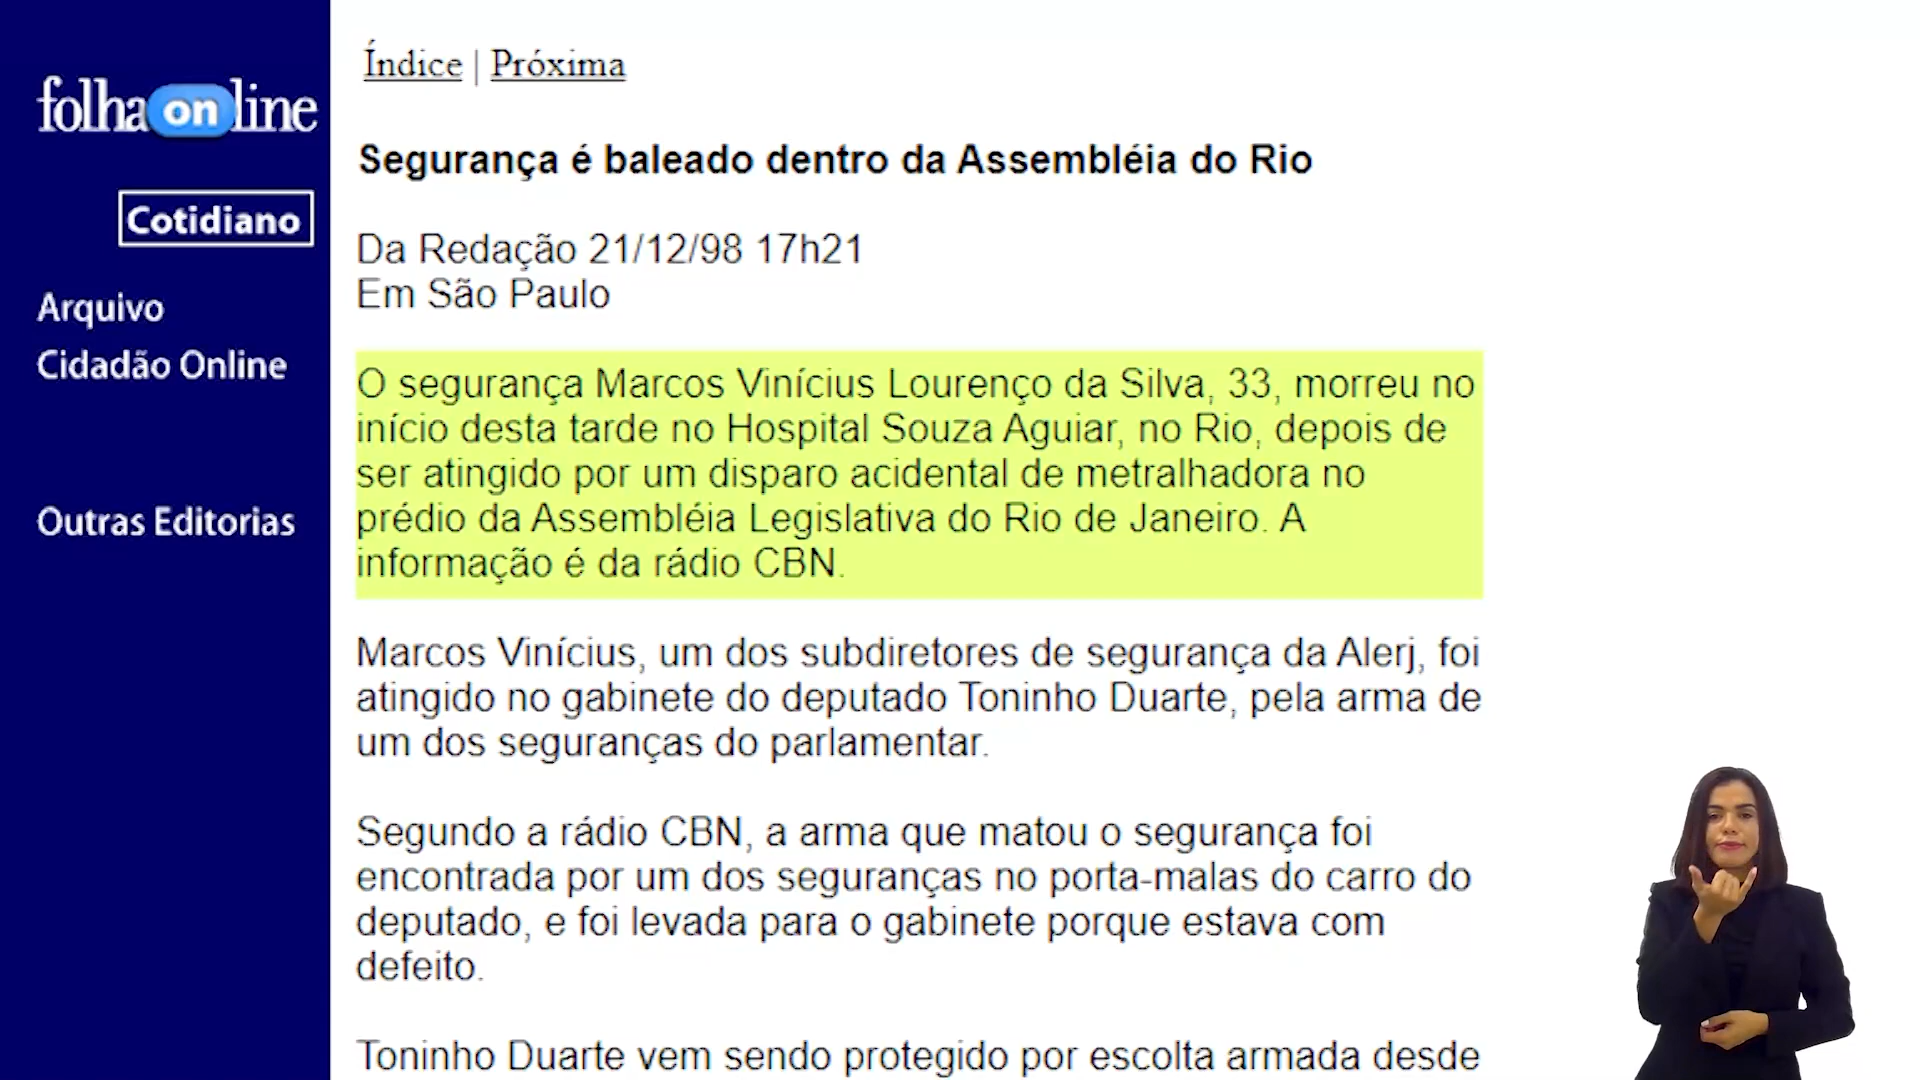 folha online
Cotidiano
Arquivo
Cidadão Online
Outras Editorias
Índice | Próxima
Segurança é baleado dentro da Assembléia do Rio
Da Redação 21/12/98 17h21
Em São Paulo
O segurança Marcos Vinícius Lourenço da Silva, 33, morreu no
início desta tarde no Hospital Souza Aguiar, no Rio, depois de
ser atingido por um disparo acidental de metralhadora no
prédio da Assembléia Legislativa do Rio de Janeiro. A
informação é da rádio CBN.
Marcos Vinícius, um dos subdiretores de segurança da Alerj, foi
atingido no gabinete do deputado Toninho Duarte, pela arma de
um dos seguranças do parlamentar.
Segundo a rádio CBN, a arma que matou o segurança foi
encontrada por um dos seguranças no porta-malas do carro do
deputado, e foi levada para o gabinete porque estava com
defeito.
Toninho Duarte vem sendo protegido por escolta armada desde